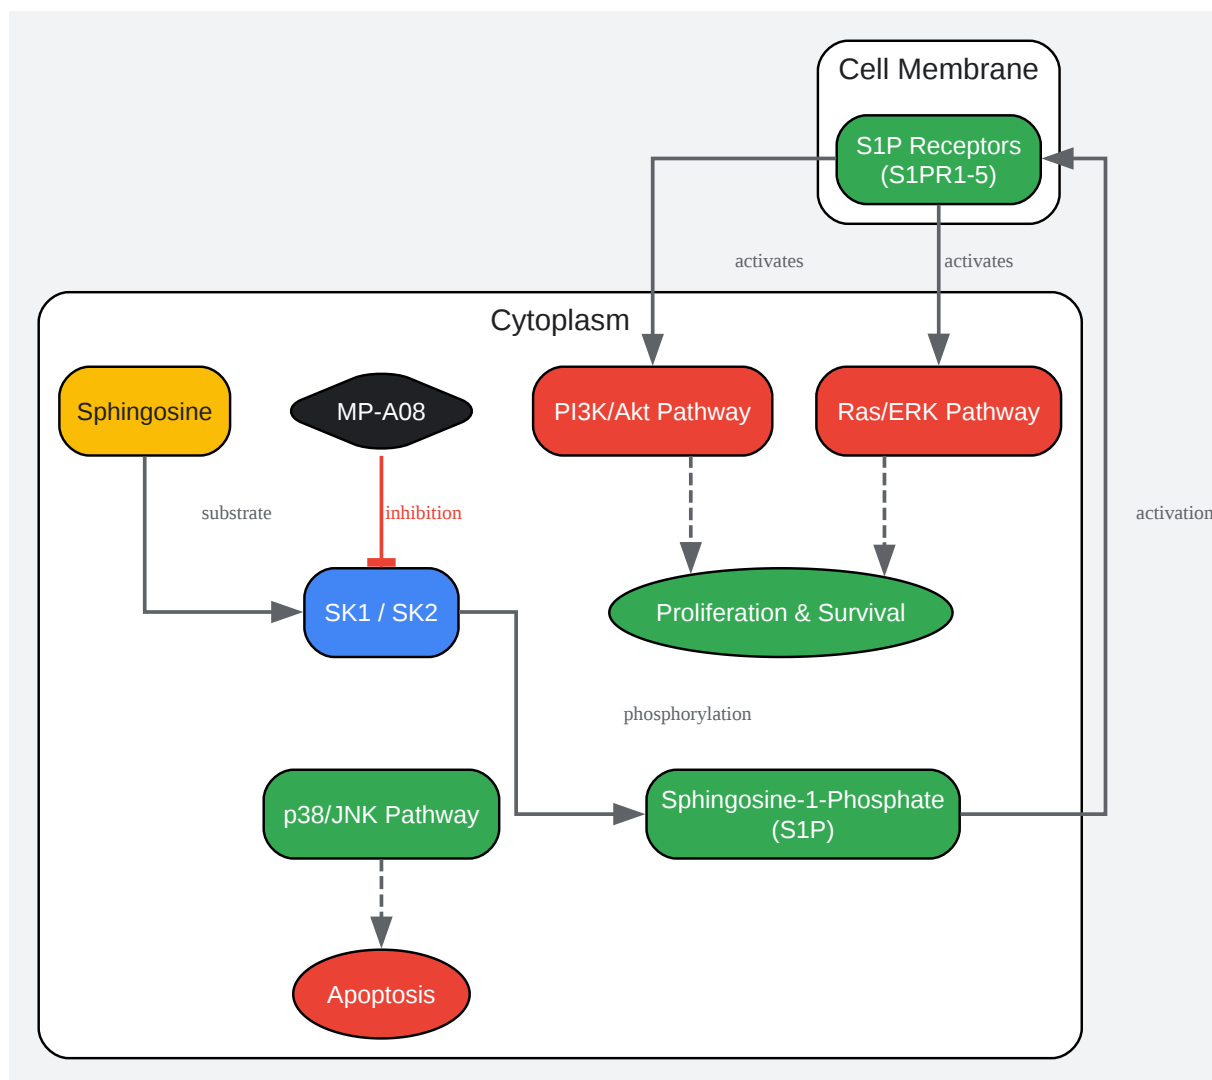 Cell Membrane
S1P Receptors
(S1PR1-5)
activates
activates
Cytoplasm
Sphingosine
MP-A08
PI3K/Akt Pathway
Ras/ERK Pathway
substrate
inhibition
activation
SK1 / SK2
Proliferation & Survival
phosphorylation
p38/JNK Pathway
Sphingosine-1-Phosphate
(S1P)
Apoptosis